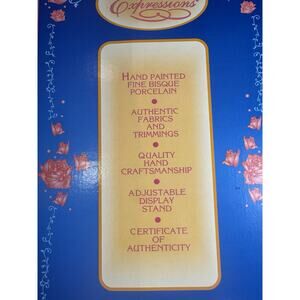 Expressions
HAND PAINTED
FINE BISQUE
PORCELAIN
AUTHENTIC
FABRICS
AND
TRIMMINGS
QUALITY
HAND
CRAFTSMANSHIP
ADJUSTABLE
DISPLAY
STAND
CERTIFICATE
OF
AUTHENTICITY